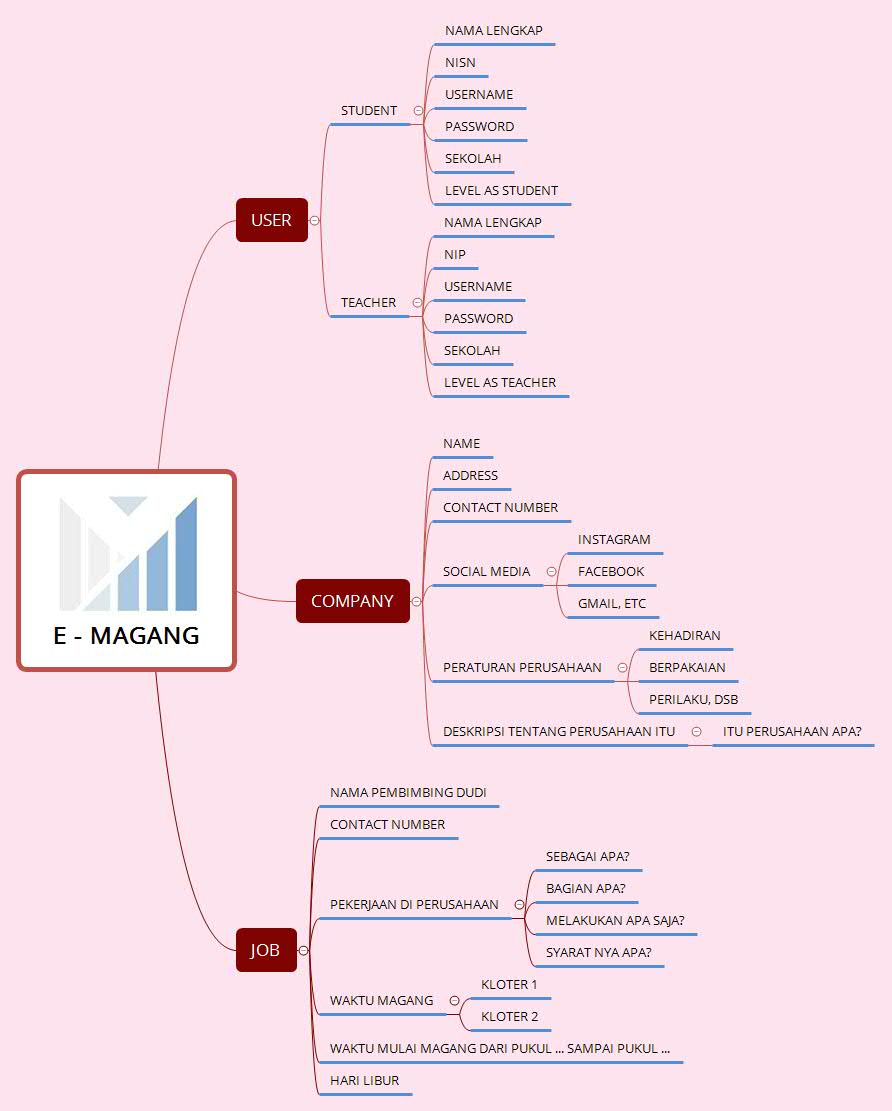 E - MAGANG
USER
STUDENT
NAMA LENGKAP
NISN
USERNAME
PASSWORD
SEKOLAH
LEVEL AS STUDENT
TEACHER
NAMA LENGKAP
NIP
USERNAME
PASSWORD
SEKOLAH
LEVEL AS TEACHER
COMPANY
NAME
ADDRESS
CONTACT NUMBER
SOCIAL MEDIA
INSTAGRAM
FACEBOOK
GMAIL, ETC
PERATURAN PERUSAHAAN
KEHADIRAN
BERPAKAIAN
PERILAKU, DSB
DESKRIPSI TENTANG PERUSAHAAN ITU
ITU PERUSAHAAN APA?
JOB
NAMA PEMBIMBING DUDI
CONTACT NUMBER
PEKERJAAN DI PERUSAHAAN
SEBAGAI APA?
BAGIAN APA?
MELAKUKAN APA SAJA?
SYARAT NYA APA?
WAKTU MAGANG
KLOTER 1
KLOTER 2
WAKTU MULAI MAGANG DARI PUKUL ... SAMPAI PUKUL ...
HARI LIBUR